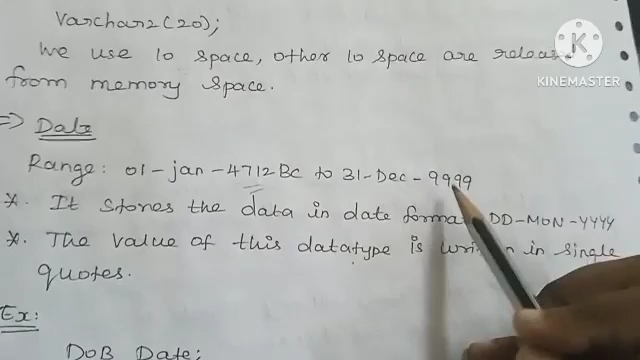 Varchar2(20);
We use 10 space, other 10 space are
from memory space.
⇒ Date
Range: 01-jan-4712BC to 31-Dec-9999
*. It stores the data in date DD-MON-YYYY
*. The value of this datatype is in single
quotes.
Ex:
DOB Date;
K
KINEMASTER